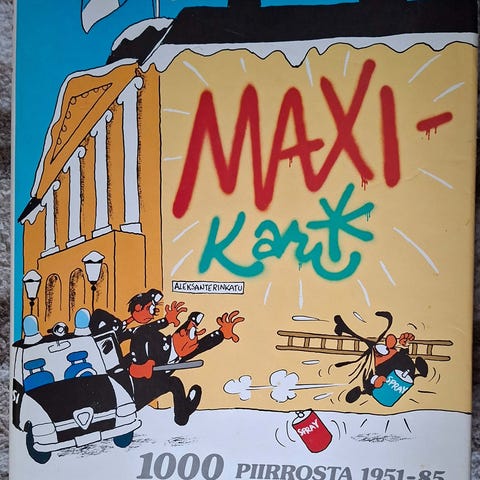 MAXI-
Kari
ALEKSANTERINKATU
SPRAY
SPRAY
1000 PIIRROSTA 1951-85